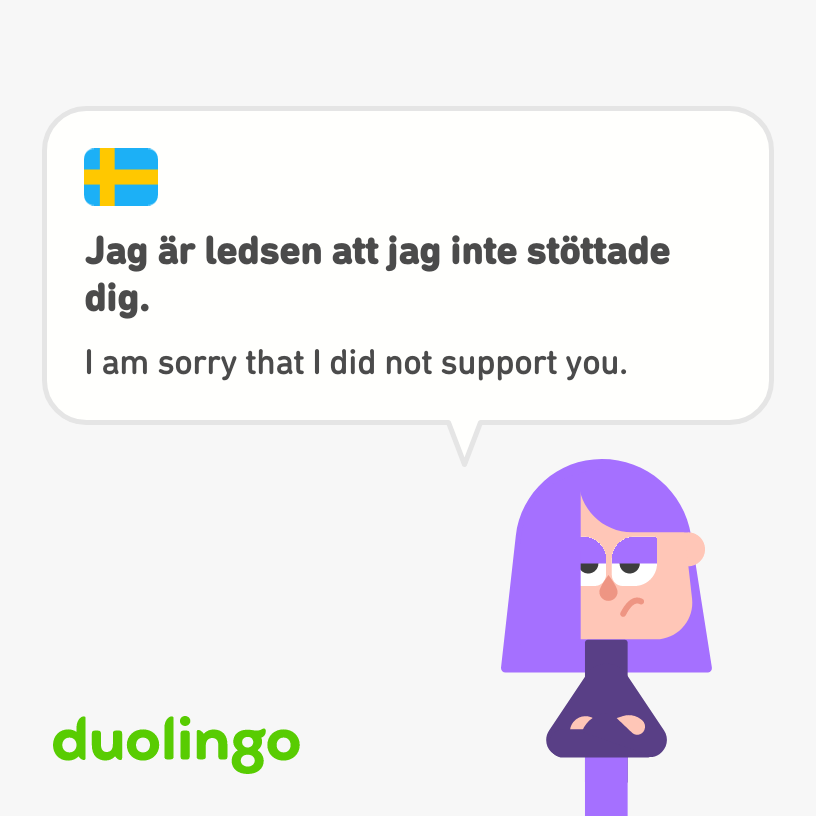 Jag är ledsen att jag inte stöttade
dig.
I am sorry that I did not support you.
duolingo